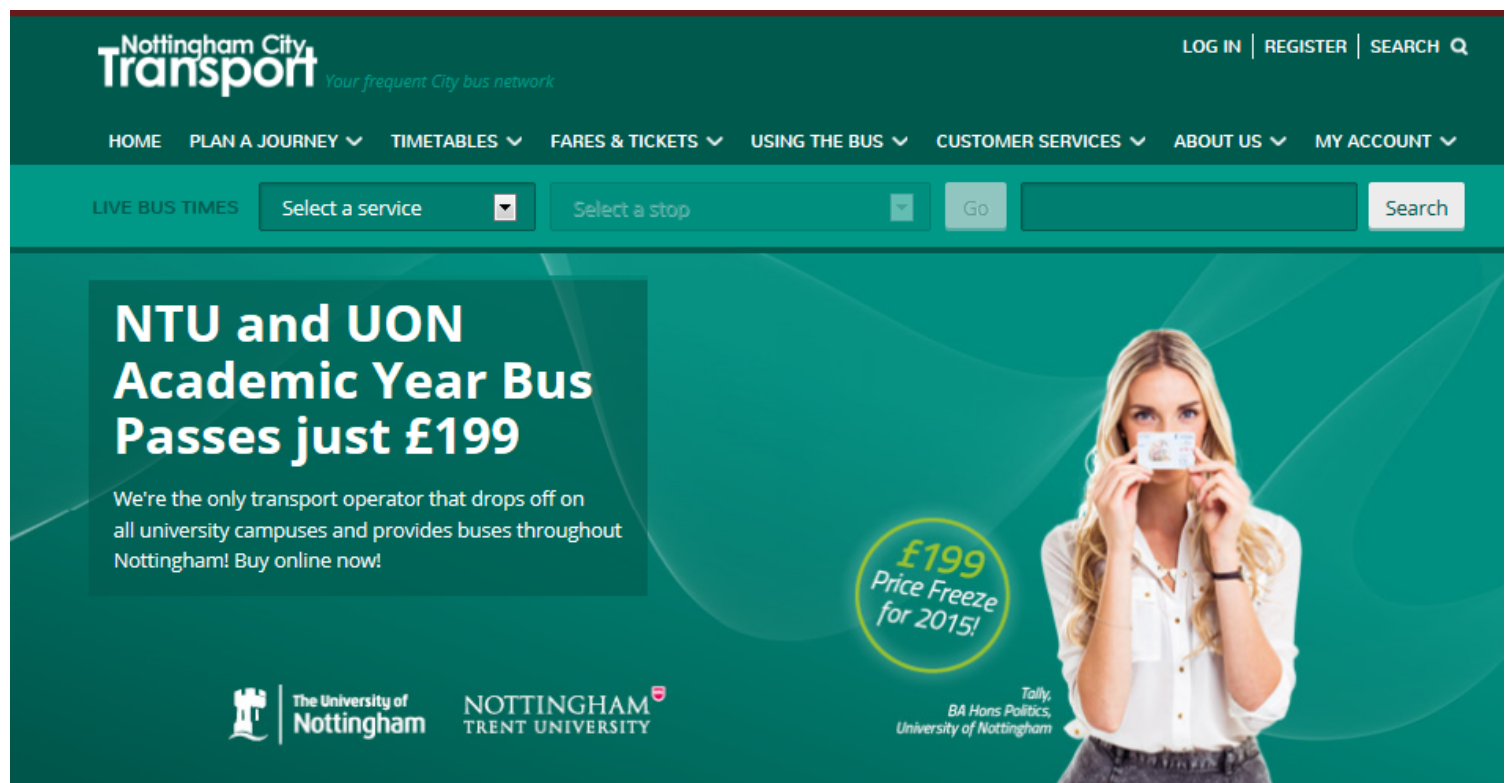 Nottingham City
Transport
Your frequent City bus network
LOG IN | REGISTER | SEARCH
HOME PLAN A JOURNEY TIMETABLES FARES & TICKETS USING THE BUS CUSTOMER SERVICES ABOUT US MY ACCOUNT
LIVE BUS TIMES Select a service Select a stop Go Search
NTU and UON
Academic Year Bus
Passes just £199
We're the only transport operator that drops off on
all university campuses and provides buses throughout
Nottingham! Buy online now!
£199
Price Freeze
for 2015!
The University of
Nottingham
NOTTINGHAM
TRENT UNIVERSITY
Tally,
BA Hons Politics,
University of Nottingham